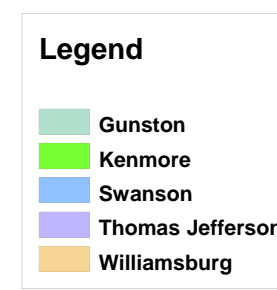 Legend
Gunston
Kenmore
Swanson
Thomas Jefferson
Williamsburg